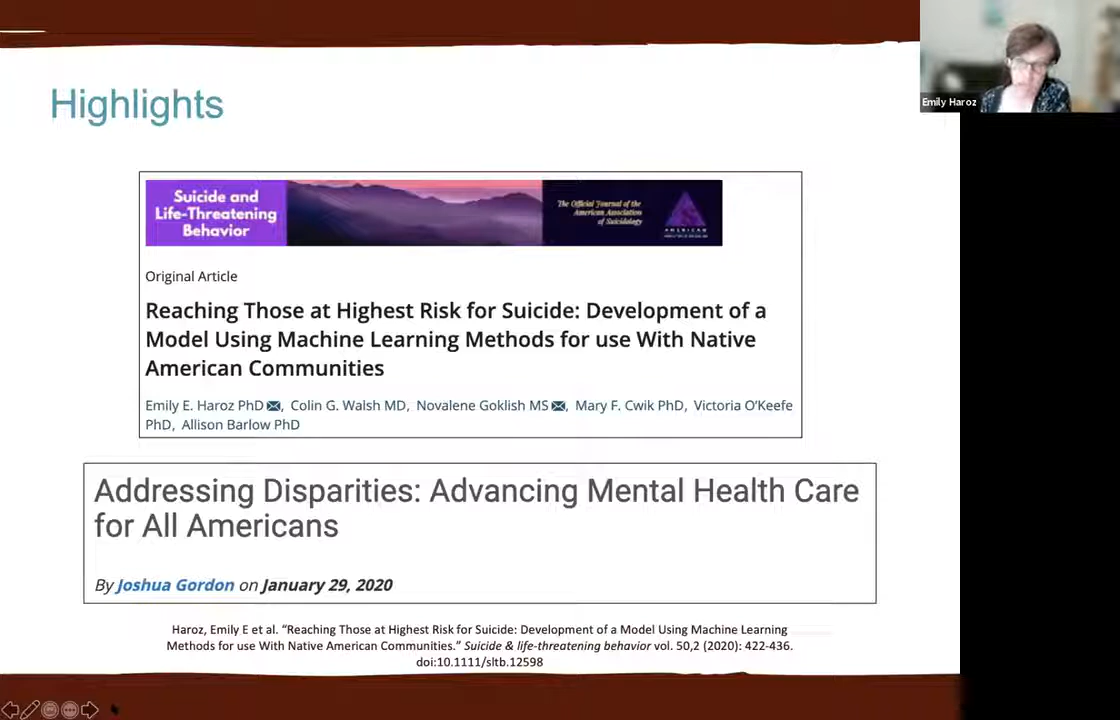 Highlights
Emily Haroz
Suicide and
Life-Threatening
Behavior
The Official Journal of the
American Association
of Suicidology
AMERICAN
Original Article
Reaching Those at Highest Risk for Suicide: Development of a
Model Using Machine Learning Methods for use With Native
American Communities
Emily E. Haroz PhD, Colin G. Walsh MD, Novalene Goklish MS, Mary F. Cwik PhD, Victoria O'Keefe
PhD, Allison Barlow PhD
Addressing Disparities: Advancing Mental Health Care
for All Americans
By Joshua Gordon on January 29, 2020
Haroz, Emily E et al. “Reaching Those at Highest Risk for Suicide: Development of a Model Using Machine Learning
Methods for use With Native American Communities.” Suicide & life-threatening behavior vol. 50,2 (2020): 422-436.
doi:10.1111/sltb.12598